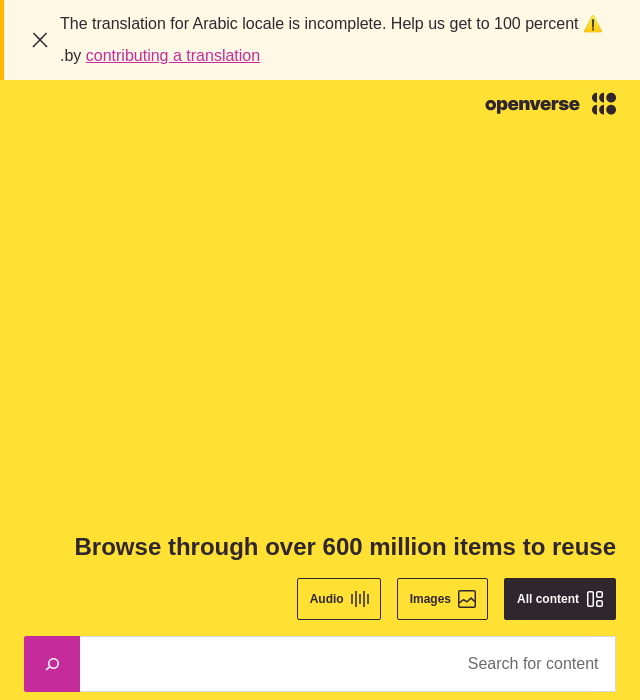 The translation for Arabic locale is incomplete. Help us get to 100 percent ⚠️
.by contributing a translation
openverse
Browse through over 600 million items to reuse
All content
Images
Audio
Search for content